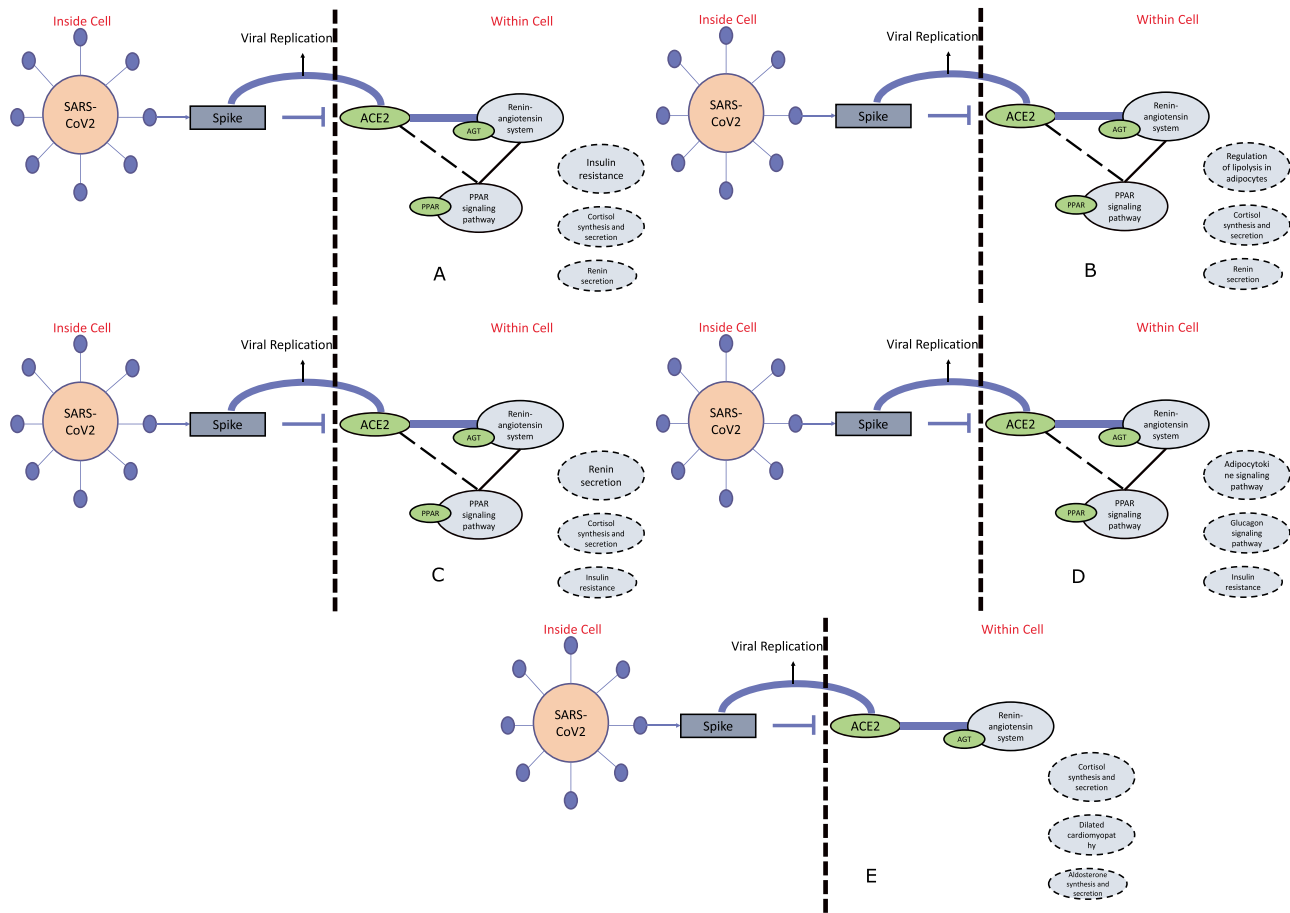 Inside Cell
Within Cell
Viral Replication
SARS-
CoV2
Spike
ACE2
Renin-
angiotensin
system
AGT
Insulin
resistance
PPAR
PPAR
signaling
pathway
Cortisol
synthesis and
secretion
Renin
secretion
A
Inside Cell
Within Cell
Viral Replication
SARS-
CoV2
Spike
ACE2
Renin-
angiotensin
system
AGT
Regulation
of lipolysis in
adipocytes
PPAR
PPAR
signaling
pathway
Cortisol
synthesis and
secretion
Renin
secretion
B
Inside Cell
Within Cell
Viral Replication
SARS-
CoV2
Spike
ACE2
Renin-
angiotensin
system
AGT
Renin
secretion
PPAR
PPAR
signaling
pathway
Cortisol
synthesis and
secretion
Insulin
resistance
C
Inside Cell
Within Cell
Viral Replication
SARS-
CoV2
Spike
ACE2
Renin-
angiotensin
system
AGT
Adipocytoki
ne signaling
pathway
PPAR
PPAR
signaling
pathway
Glucagon
signaling
pathway
Insulin
resistance
D
Inside Cell
Within Cell
Viral Replication
SARS-
CoV2
Spike
ACE2
Renin-
angiotensin
system
AGT
Cortisol
synthesis and
secretion
Dilated
cardiomyopat
hy
Aldosterone
synthesis and
secretion
E